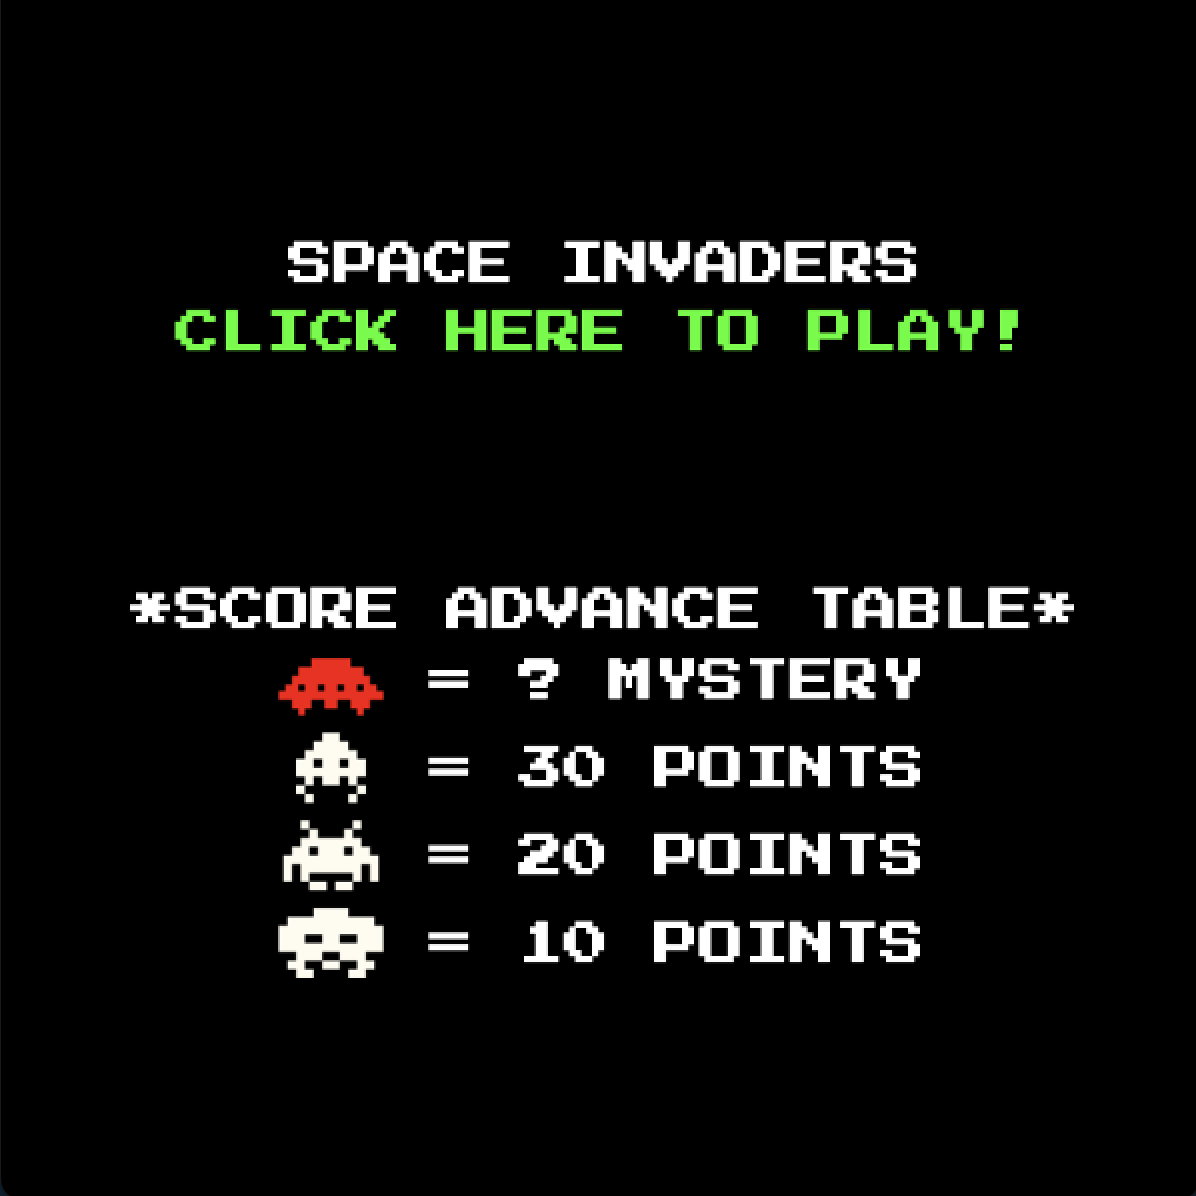 SPACE INVADERS
CLICK HERE TO PLAY!
*SCORE ADVANCE TABLE*
= ? MYSTERY
= 30 POINTS
= 20 POINTS
= 10 POINTS